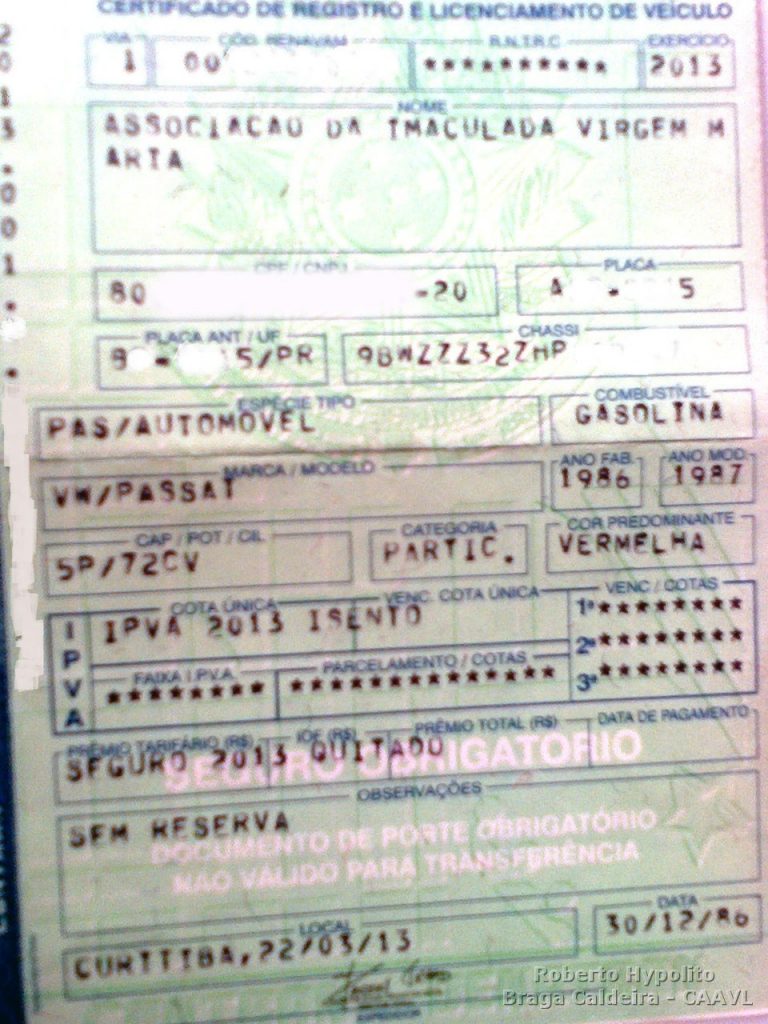 CERTIFICADO DE REGISTRO E LICENCIAMENTO DE VEÍCULO
VIA CÓD. RENAVAM R.N.T.R.C EXERCÍCIO
1 00 ********** 2013
NOME
ASSOCIACAO DA IMACULADA VIRGEM M
ARIA
CPF / CNPJ PLACA
80 -20 A - 5
PLACA ANT / UF CHASSI
8 - 5/PR 9BWZZZ32ZHP
ESPÉCIE TIPO COMBUSTÍVEL
PAS/AUTOMOVEL GASOLINA
MARCA / MODELO ANO FAB. ANO MOD.
VW/PASSAT 1986 1987
CAP / POT / CIL CATEGORIA COR PREDOMINANTE
5P/72CV PARTIC. VERMELHA
IPVA
COTA ÚNICA VENC. COTA ÚNICA VENC / COTAS
IPVA 2013 ISENTO 1ª ********
2ª ********
FAIXA I.P.V.A. PARCELAMENTO / COTAS
******** ************* 3ª ********
PRÊMIO TARIFÁRIO (R$) IOF (R$) PRÊMIO TOTAL (R$) DATA DE PAGAMENTO
SEGURO 2013 QUITADO
SEGURO OBRIGATÓRIO
OBSERVAÇÕES
SEM RESERVA
DOCUMENTO DE PORTE OBRIGATÓRIO
NÃO VÁLIDO PARA TRANSFERÊNCIA
LOCAL DATA
CURITIBA,22/03/13 30/12/86
Roberto Hypolito
Braga Caldeira - CAAVL